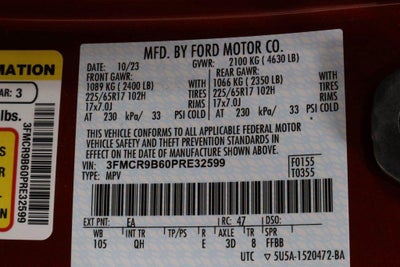 MFD. BY FORD MOTOR CO.
DATE: 10/23 GVWR: 2100 KG ( 4630 LB)
FRONT GAWR: REAR GAWR:
1089 KG ( 2400 LB) 1066 KG ( 2350 LB)
225/65R17 102H TIRES 225/65R17 102H
17x7.0J RIMS 17x7.0J
AT 230 kPa/ 33 PSI COLD AT 230 kPa/ 33 PSI COLD
THIS VEHICLE CONFORMS TO ALL APPLICABLE FEDERAL MOTOR
VEHICLE SAFETY AND THEFT PREVENTION STANDARDS IN
EFFECT ON THE DATE OF MANUFACTURE SHOWN ABOVE.
VIN: 3FMCR9B60PRE32599 F0155
TYPE: MPV T0355
EXT PNT: EA RC: 47 DSO:
WB INT TR TP/PS R AXLE TR SPR
105 QH E 3D 8 FFBB
UTC 5U5A-1520472-BA
MATION
AR: 3
lbs.
3FMCR9B60PRE32599